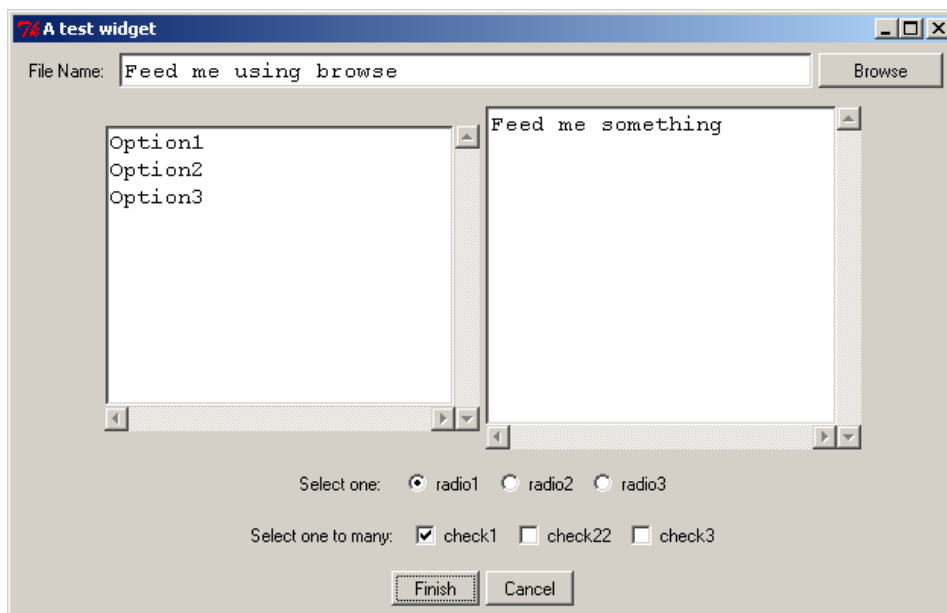 A test widget
File Name: Feed me using browse Browse
Option1
Option2
Option3
Feed me something
Select one: radio1 radio2 radio3
Select one to many: check1 check22 check3
Finish Cancel